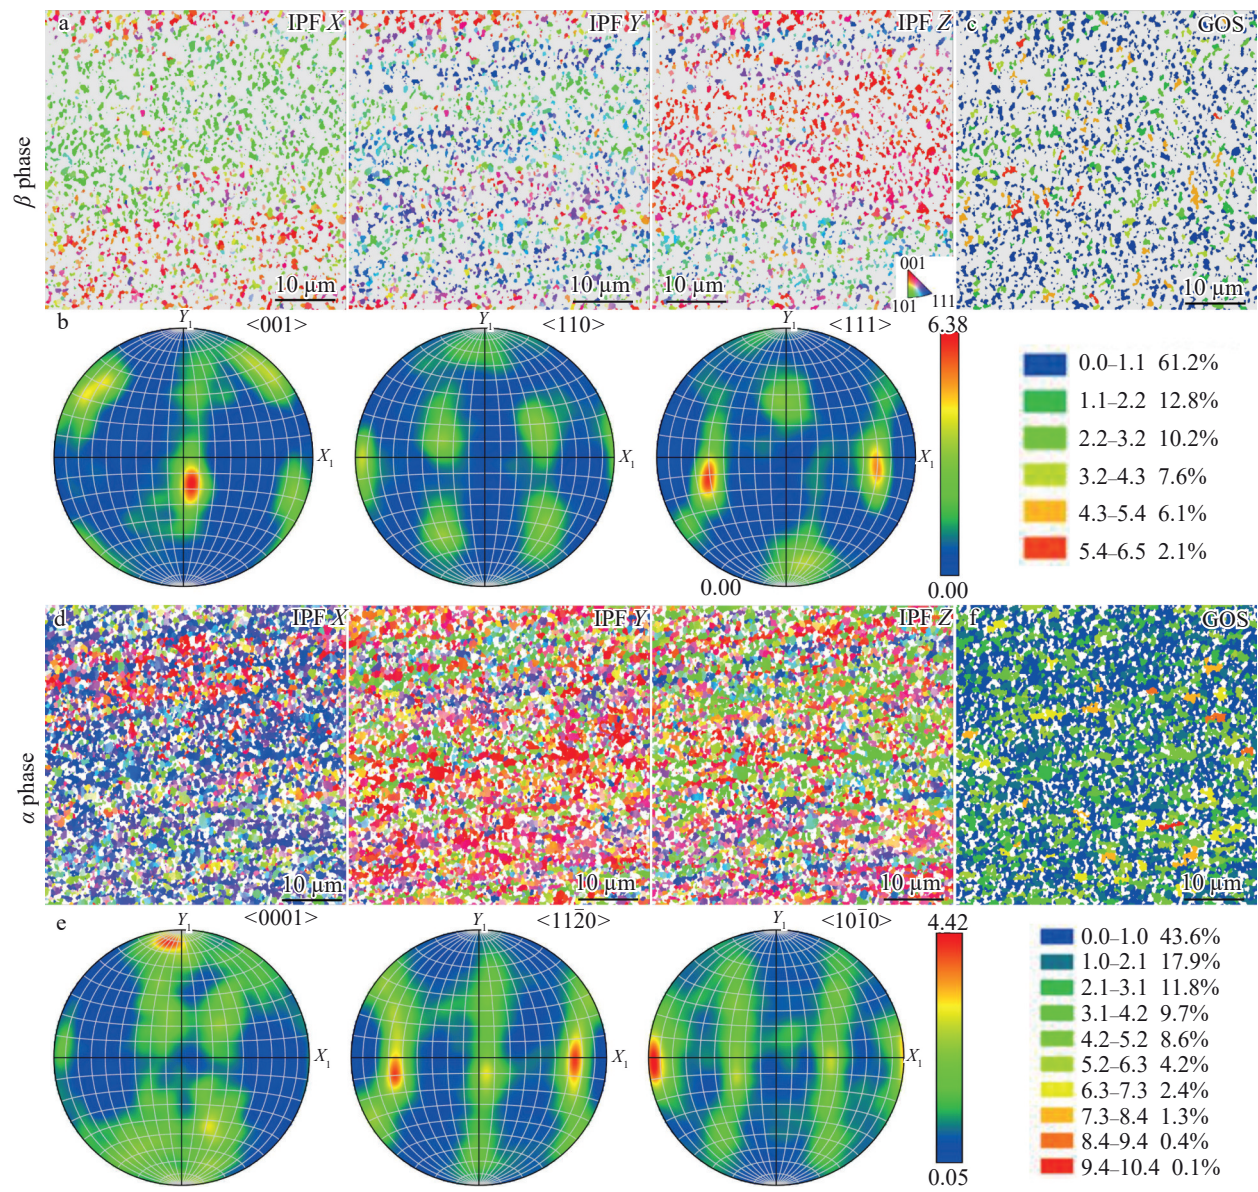 a
IPF X
IPF Y
IPF Z
c
GOS
β phase
10 μm
10 μm
10 μm
001
101
111
10 μm
b
Y₁
<001>
X₁
Y₁
<110>
X₁
Y₁
<111>
X₁
6.38
0.00
0.00
0.0–1.1 61.2%
1.1–2.2 12.8%
2.2–3.2 10.2%
3.2–4.3 7.6%
4.3–5.4 6.1%
5.4–6.5 2.1%
d
IPF X
IPF Y
IPF Z
f
GOS
α phase
10 μm
10 μm
10 μm
10 μm
e
Y₁
<0001>
X₁
Y₁
<112̄0>
X₁
Y₁
<101̄0>
X₁
4.42
0.05
0.0–1.0 43.6%
1.0–2.1 17.9%
2.1–3.1 11.8%
3.1–4.2 9.7%
4.2–5.2 8.6%
5.2–6.3 4.2%
6.3–7.3 2.4%
7.3–8.4 1.3%
8.4–9.4 0.4%
9.4–10.4 0.1%